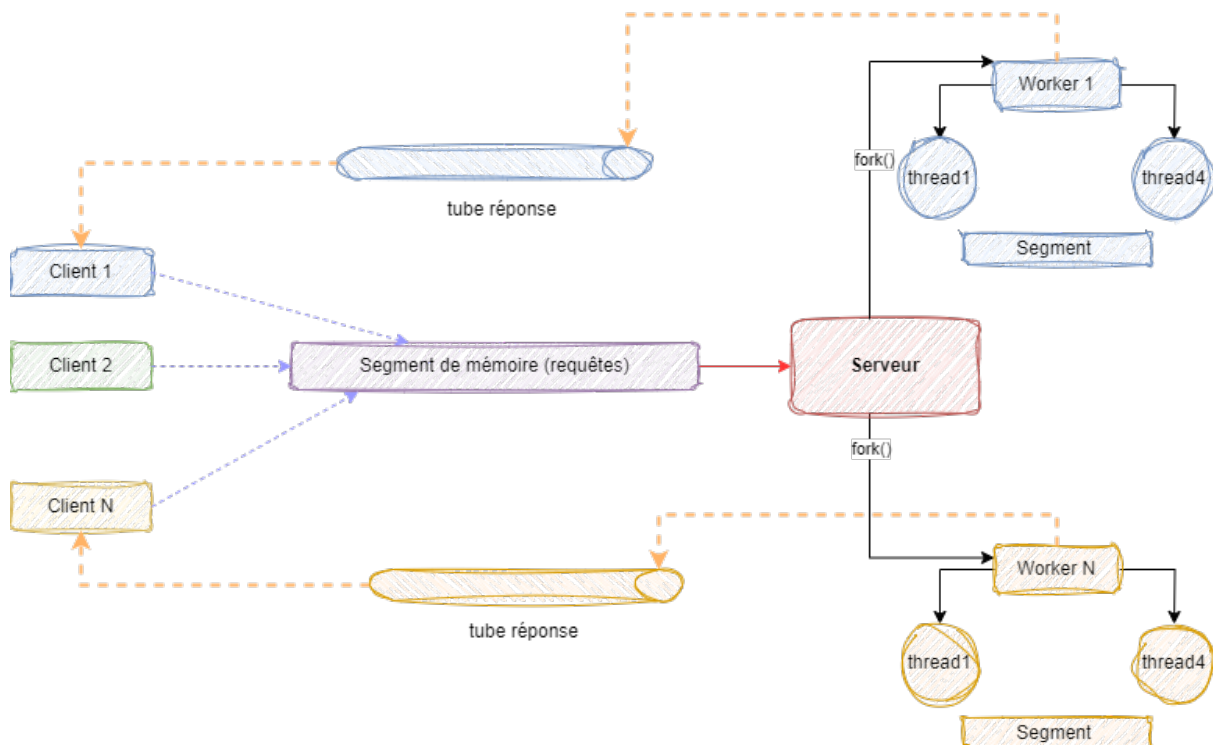 Worker 1
fork()
thread1
thread4
tube réponse
Segment
Client 1
Client 2
Segment de mémoire (requêtes)
Serveur
fork()
Client N
Worker N
tube réponse
thread1
thread4
Segment